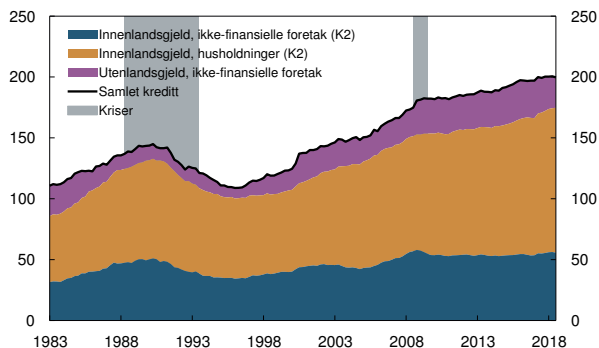 250
200
150
100
50
0
Innenlandsgjeld, ikke-finansielle foretak (K2)
Innenlandsgjeld, husholdninger (K2)
Utenlandsgjeld, ikke-finansielle foretak
Samlet kreditt
Kriser
250
200
150
100
50
0
1983 1988 1993 1998 2003 2008 2013 2018